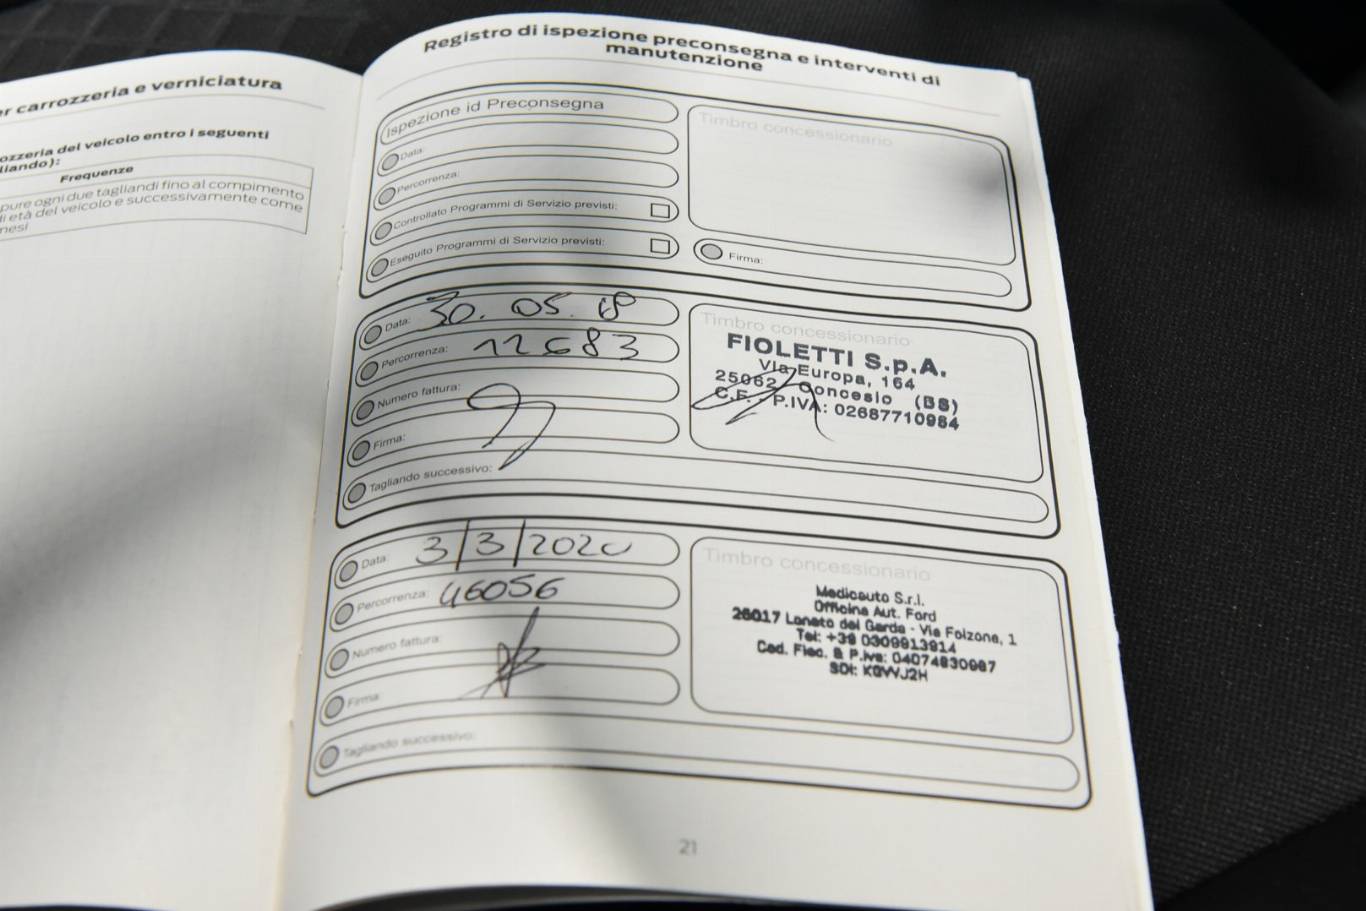 er carrozzeria e verniciatura
ozzeria del veicolo entro i seguenti
liando):
Frequenze
pure ogni due tagliandi fino al compimento
di età del veicolo e successivamente come
mesi
Registro di ispezione preconsegna e interventi di
manutenzione
Ispezione id Preconsegna
Data:
Percorrenza:
Controllato Programmi di Servizio previsti:
Eseguito Programmi di Servizio previsti:
Timbro concessionario
Firma:
Data: 30. 05. 18
Percorrenza: 12683
Numero fattura:
Firma:
Tagliando successivo:
Timbro concessionario
FIOLETTI S.p.A.
Via Europa, 164
25062 Concesio (BS)
C.F. - P.IVA: 02687710984
Data: 3/3/2020
Percorrenza: 46056
Numero fattura:
Firma:
Tagliando successivo:
Timbro concessionario
Medicauto S.r.l.
Officina Aut. Ford
25017 Lonato del Garda - Via Folzone, 1
Tel: +39 0309913914
Cod. Fisc. & P.iva: 04074830987
SDI:
21